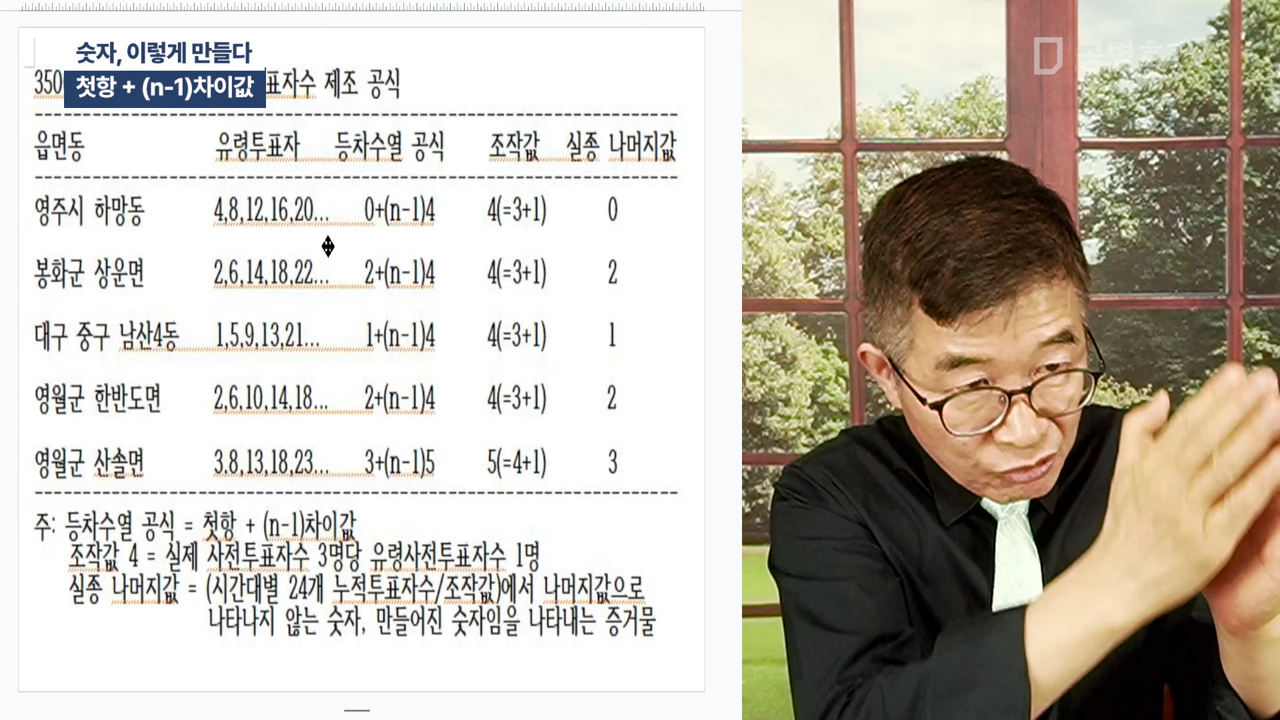 숫자, 이렇게 만들다
첫항 + (n-1)차이값
350 표자수 제조 공식
읍면동 유령투표자 등차수열 공식 조작값 실종 나머지값
영주시 하망동 4,8,12,16,20... 0+(n-1)4 4(=3+1) 0
봉화군 상운면 2,6,14,18,22... 2+(n-1)4 4(=3+1) 2
대구 중구 남산4동 1,5,9,13,21... 1+(n-1)4 4(=3+1) 1
영월군 한반도면 2,6,10,14,18... 2+(n-1)4 4(=3+1) 2
영월군 산솔면 3.8,13,18,23... 3+(n-1)5 5(=4+1) 3
주: 등차수열 공식 = 첫항 + (n-1)차이값
조작값 4 = 실제 사전투표자수 3명당 유령사전투표자수 1명
실종 나머지값 = (시간대별 24개 누적투표자수/조작값)에서 나머지값으로
나타나지 않는 숫자, 만들어진 숫자임을 나타내는 증거물